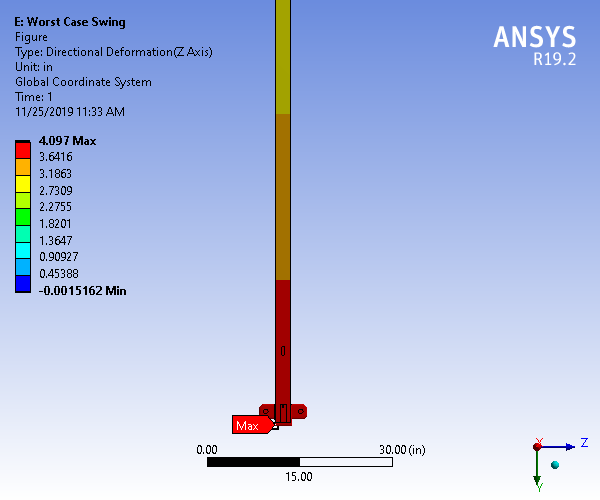 E: Worst Case Swing
Figure
Type: Directional Deformation(Z Axis)
Unit: in
Global Coordinate System
Time: 1
11/25/2019 11:33 AM
ANSYS
R19.2
4.097 Max
3.6416
3.1863
2.7309
2.2755
1.8201
1.3647
0.90927
0.45388
-0.0015162 Min
Max
0.00
30.00 (in)
15.00
X
Z
Y